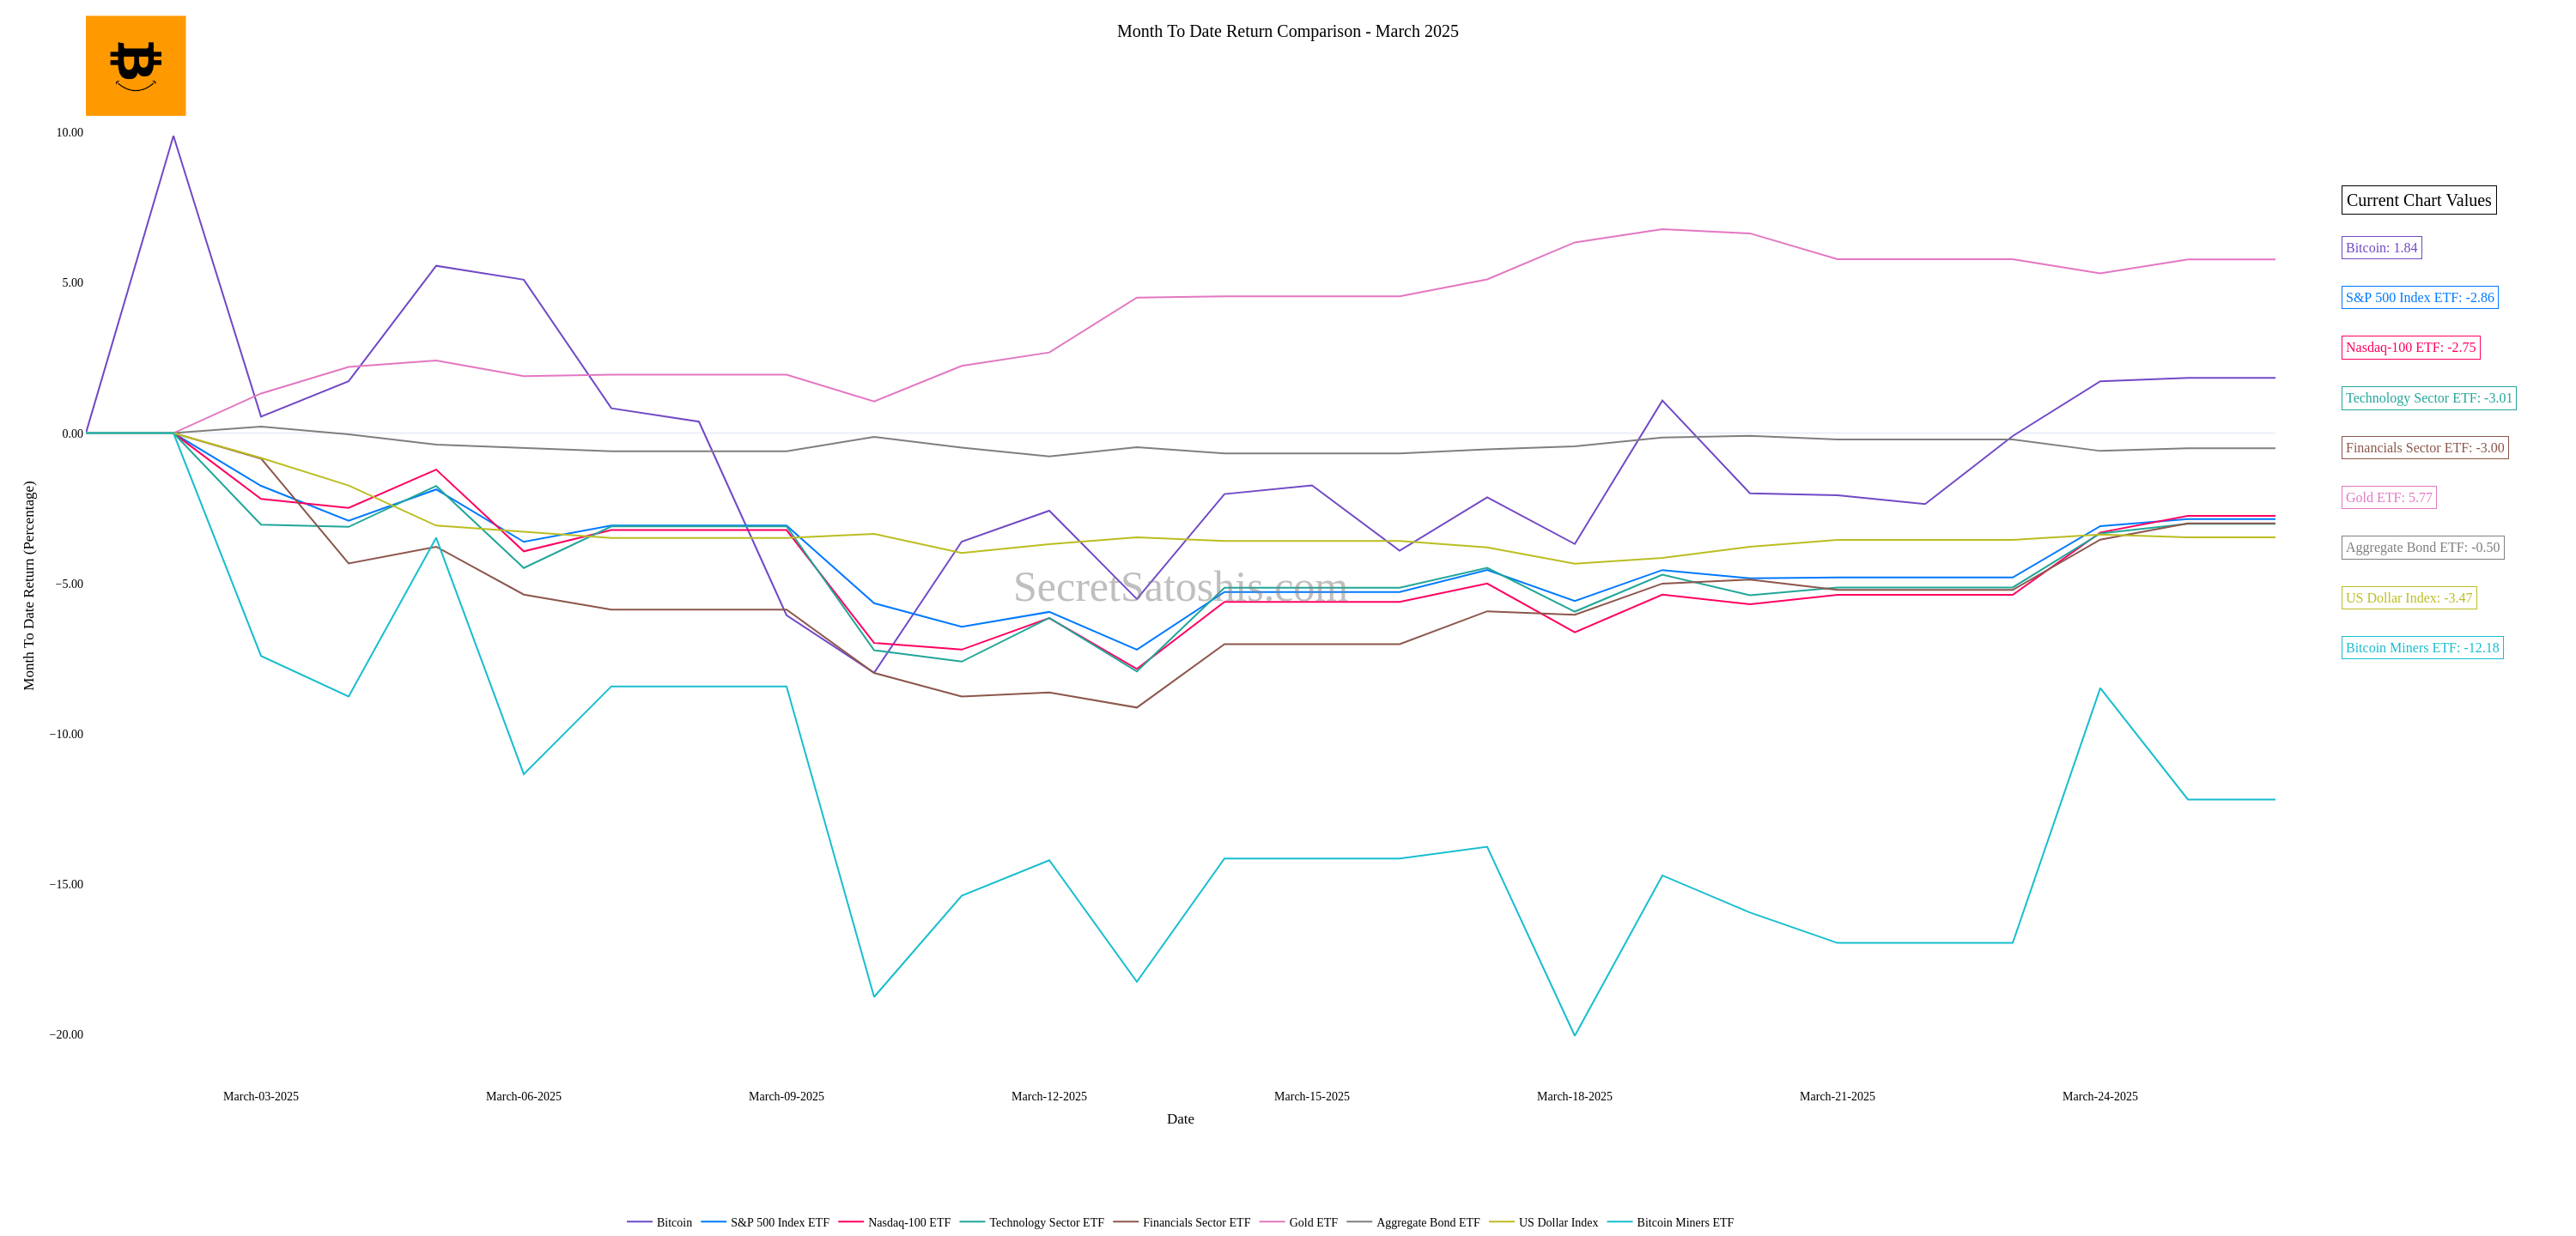 Month To Date Return Comparison - March 2025
10.00
5.00
0.00
−5.00
−10.00
−15.00
−20.00
Month To Date Return (Percentage)
SecretSatoshis.com
Current Chart Values
Bitcoin: 1.84
S&P 500 Index ETF: -2.86
Nasdaq-100 ETF: -2.75
Technology Sector ETF: -3.01
Financials Sector ETF: -3.00
Gold ETF: 5.77
Aggregate Bond ETF: -0.50
US Dollar Index: -3.47
Bitcoin Miners ETF: -12.18
March-03-2025 March-06-2025 March-09-2025 March-12-2025 March-15-2025 March-18-2025 March-21-2025 March-24-2025
Date
Bitcoin S&P 500 Index ETF Nasdaq-100 ETF Technology Sector ETF Financials Sector ETF Gold ETF Aggregate Bond ETF US Dollar Index Bitcoin Miners ETF